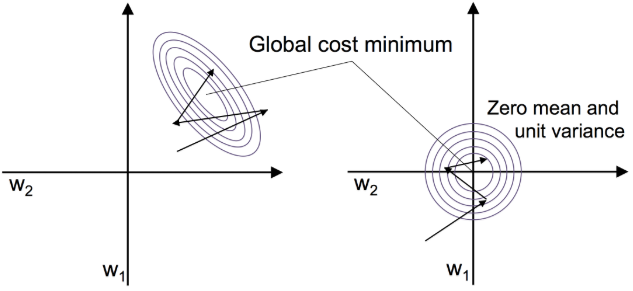 Global cost minimum
Zero mean and
unit variance
w2
w1
w2
w1